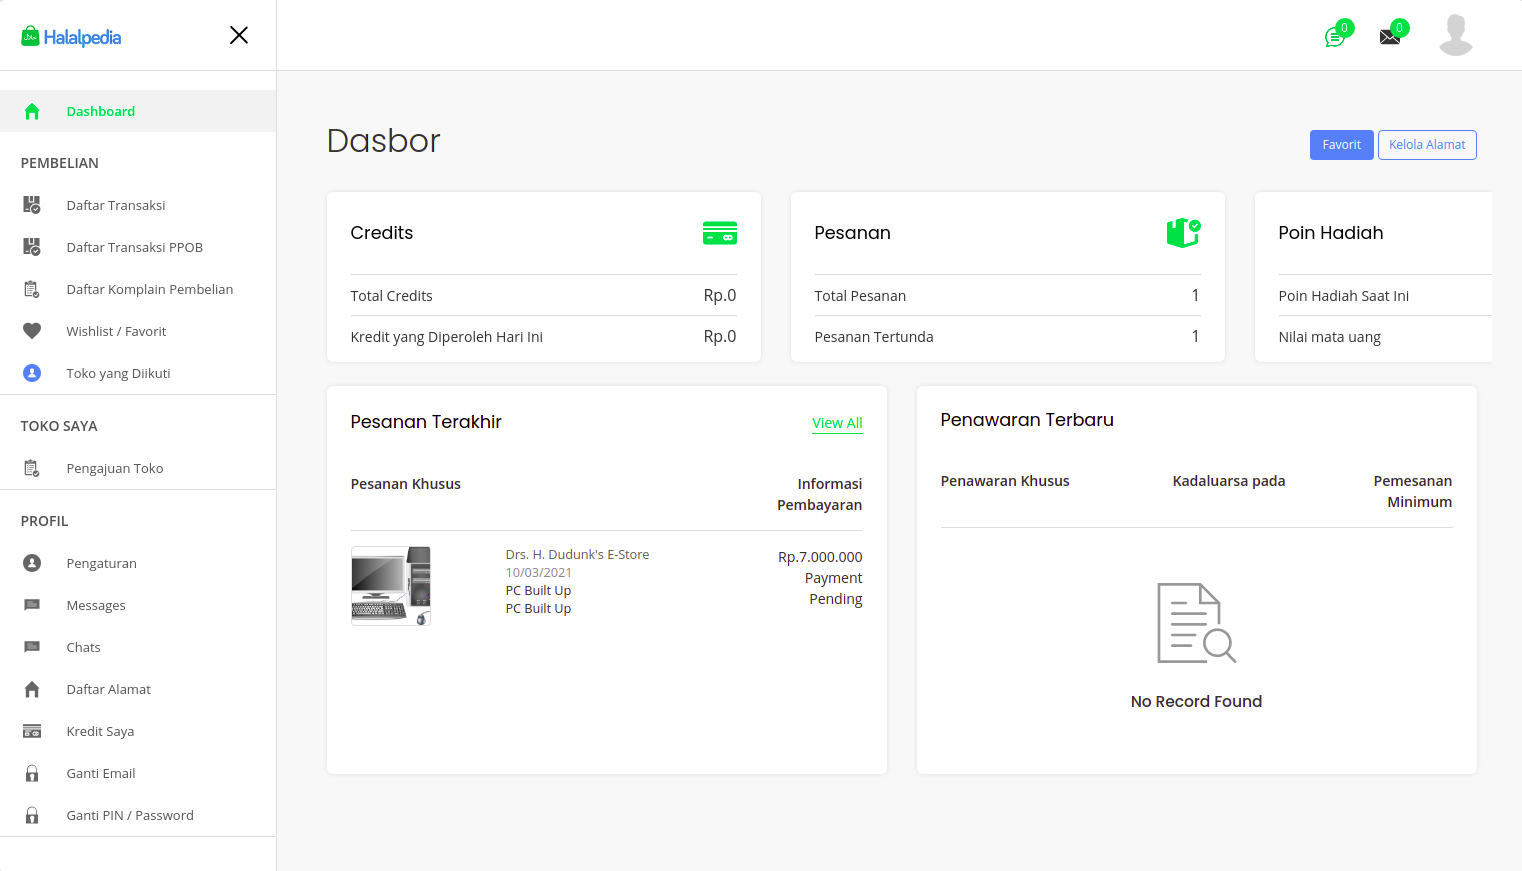 Halalpedia
0
0
Dashboard
PEMBELIAN
Daftar Transaksi
Daftar Transaksi PPOB
Daftar Komplain Pembelian
Wishlist / Favorit
Toko yang Diikuti
TOKO SAYA
Pengajuan Toko
PROFIL
Pengaturan
Messages
Chats
Daftar Alamat
Kredit Saya
Ganti Email
Ganti PIN / Password
Dasbor
Favorit
Kelola Alamat
Credits
Total Credits Rp.0
Kredit yang Diperoleh Hari Ini Rp.0
Pesanan
Total Pesanan 1
Pesanan Tertunda 1
Poin Hadiah
Poin Hadiah Saat Ini
Nilai mata uang
Pesanan Terakhir
View All
Pesanan Khusus
Informasi
Pembayaran
Drs. H. Dudunk's E-Store
10/03/2021
PC Built Up
PC Built Up
Rp.7.000.000
Payment
Pending
Penawaran Terbaru
Penawaran Khusus
Kadaluarsa pada
Pemesanan
Minimum
No Record Found